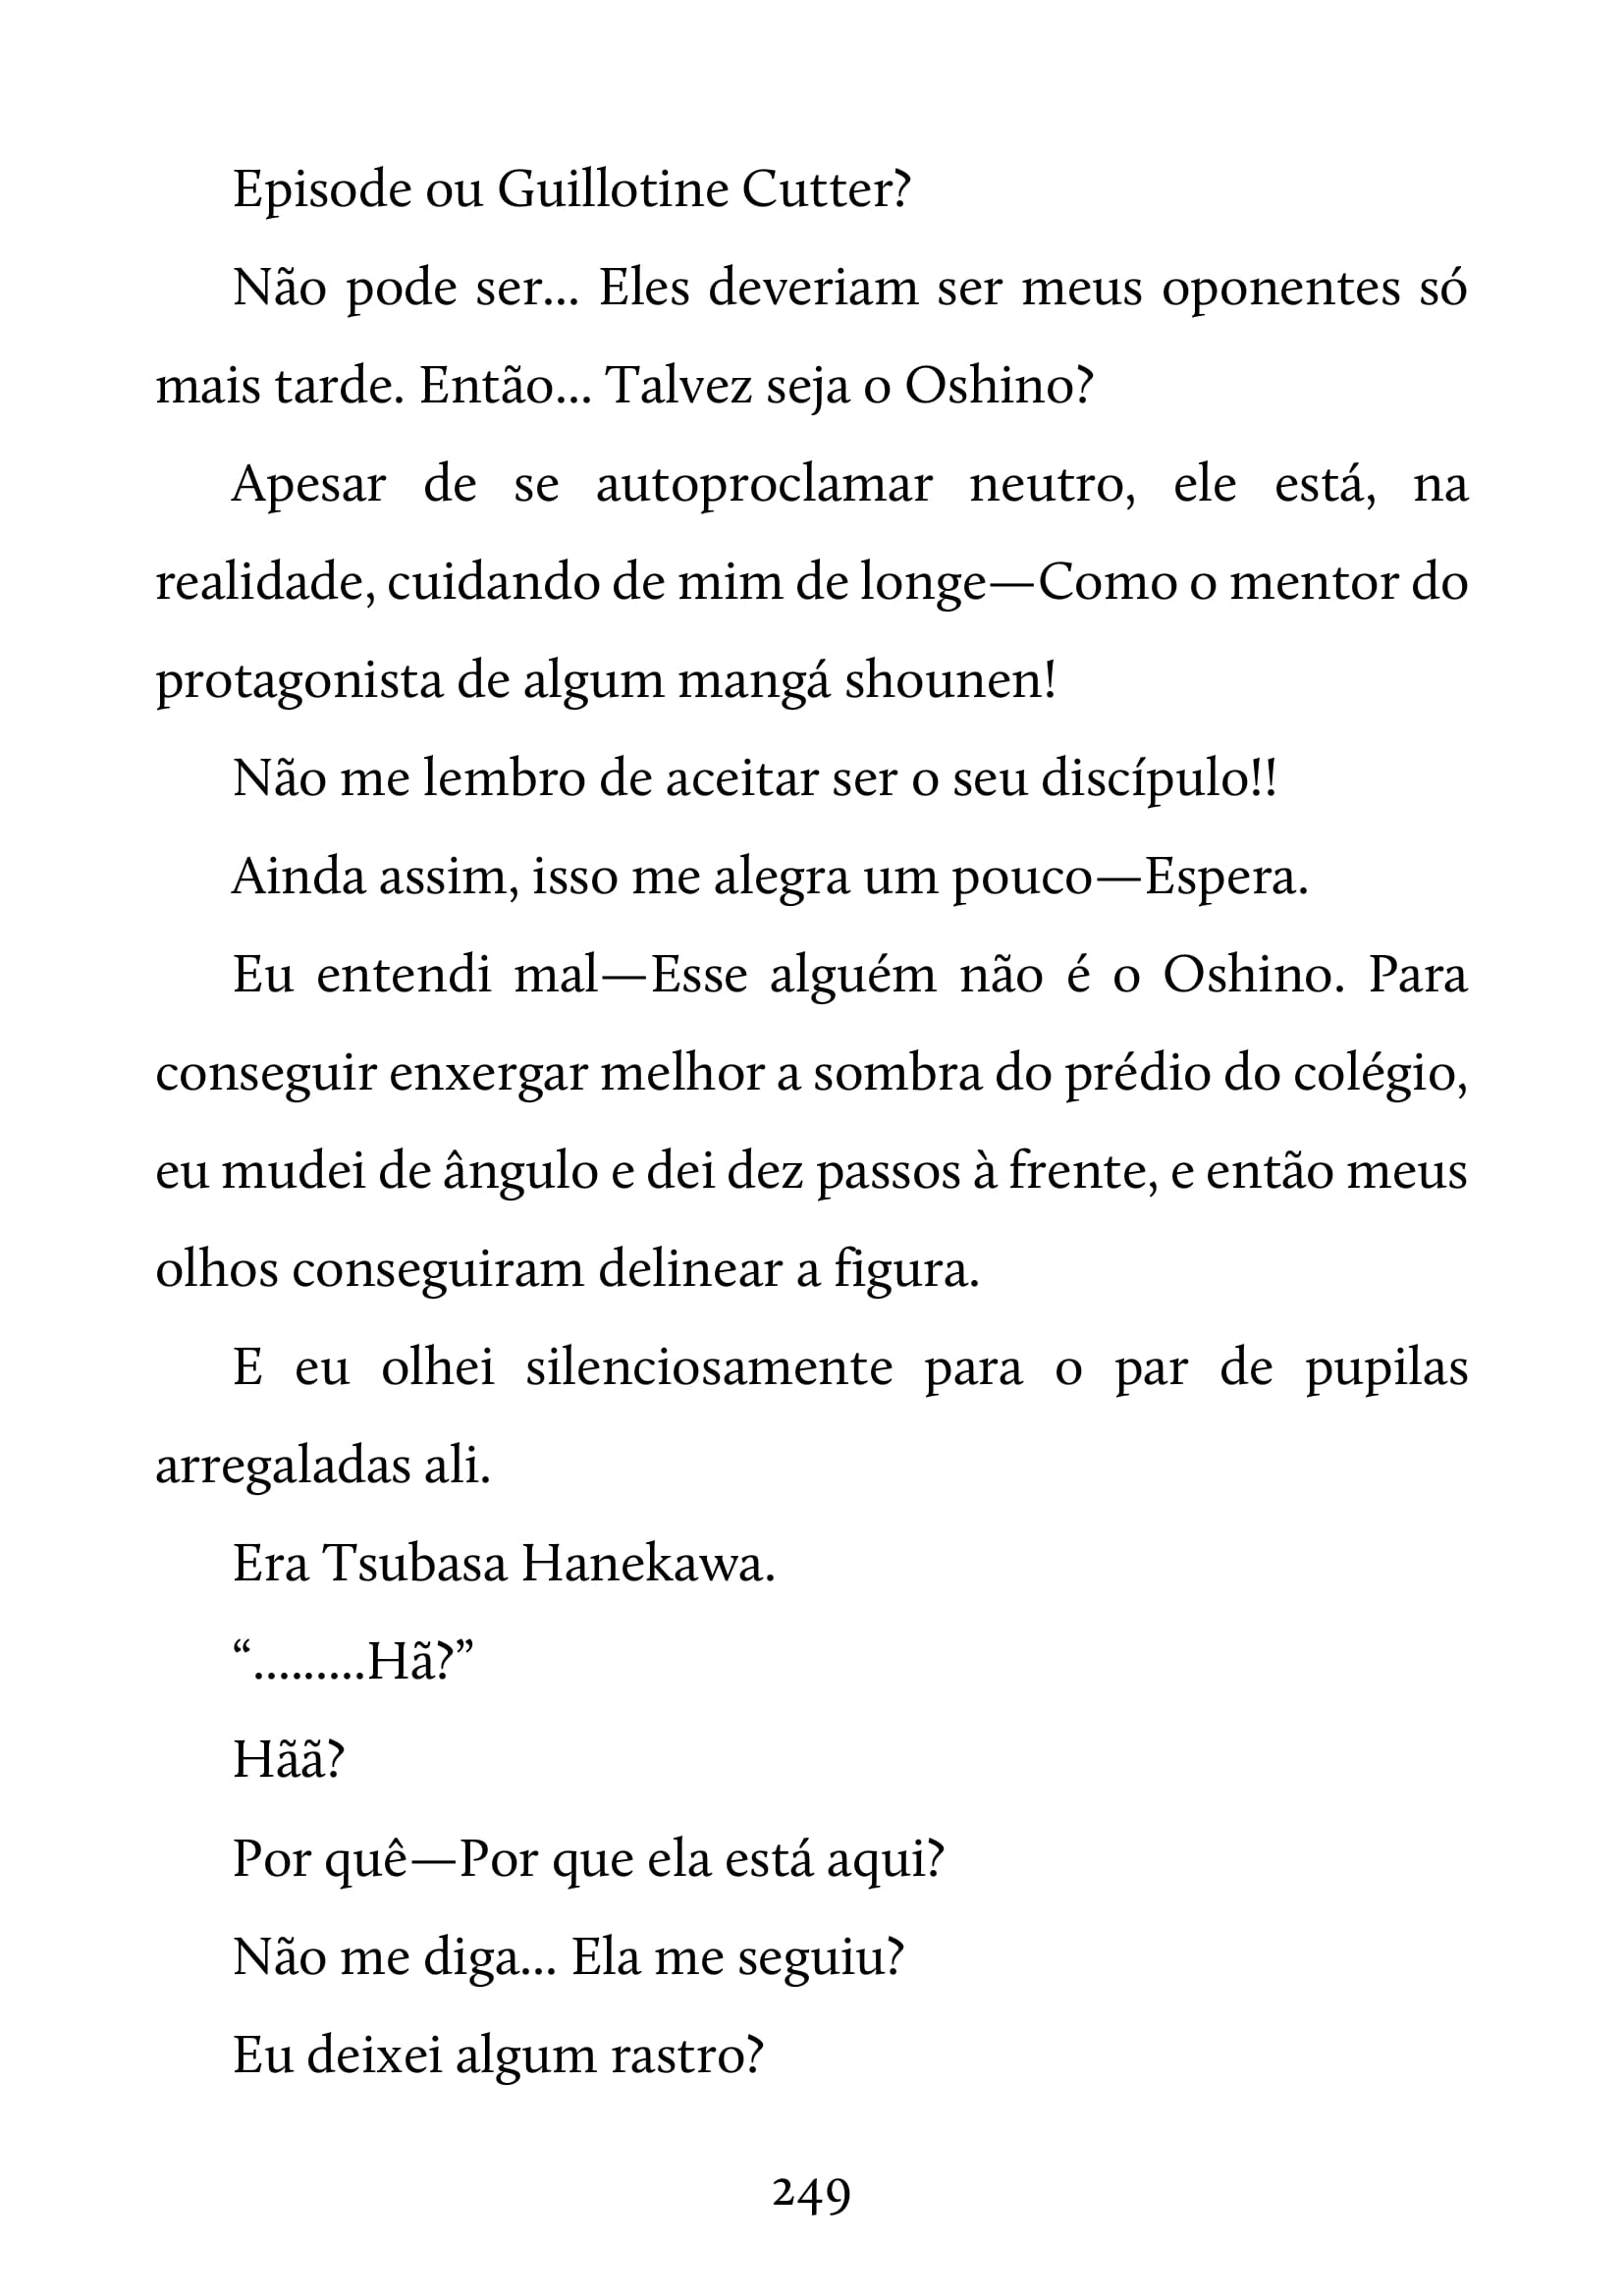 Episode ou Guillotine Cutter?
Não pode ser... Eles deveriam ser meus oponentes só
mais tarde. Então... Talvez seja o Oshino?
Apesar de se autoproclamar neutro, ele está, na
realidade, cuidando de mim de longe—Como o mentor do
protagonista de algum mangá shounen!
Não me lembro de aceitar ser o seu discípulo!!
Ainda assim, isso me alegra um pouco—Espera.
Eu entendi mal—Esse alguém não é o Oshino. Para
conseguir enxergar melhor a sombra do prédio do colégio,
eu mudei de ângulo e dei dez passos à frente, e então meus
olhos conseguiram delinear a figura.
E eu olhei silenciosamente para o par de pupilas
arregaladas ali.
Era Tsubasa Hanekawa.
“.........Hã?”
Hãã?
Por quê—Por que ela está aqui?
Não me diga... Ela me seguiu?
Eu deixei algum rastro?
249